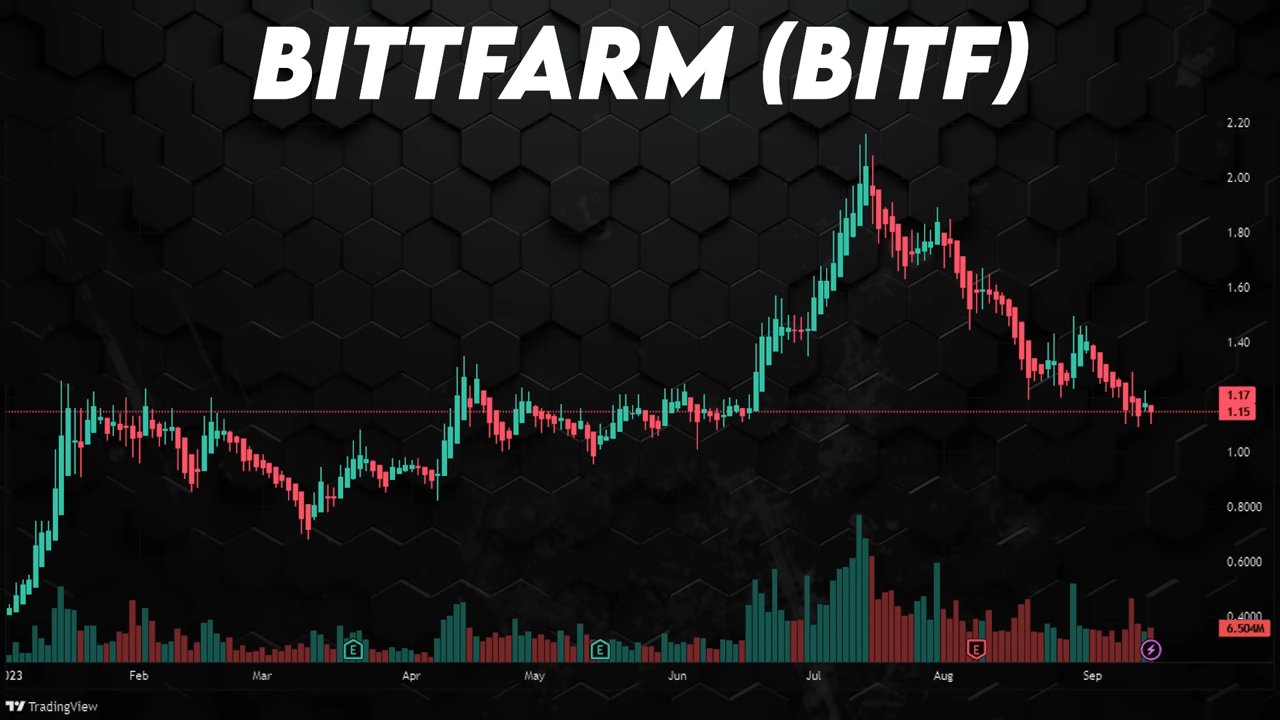 BITTFARM (BITF)
2.20
2.00
1.80
1.60
1.40
1.17
1.15
1.00
0.8000
0.6000
0.4000
6.504M
E E E
023 Feb Mar Apr May Jun Jul Aug Sep
TradingView